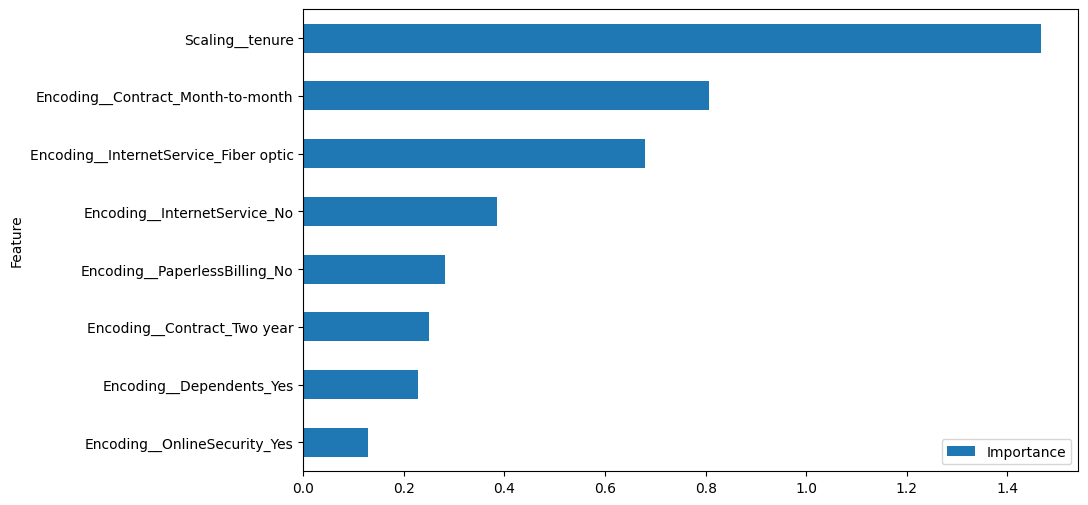 Feature
Scaling__tenure
Encoding__Contract_Month-to-month
Encoding__InternetService_Fiber optic
Encoding__InternetService_No
Encoding__PaperlessBilling_No
Encoding__Contract_Two year
Encoding__Dependents_Yes
Encoding__OnlineSecurity_Yes
Importance
0.0 0.2 0.4 0.6 0.8 1.0 1.2 1.4